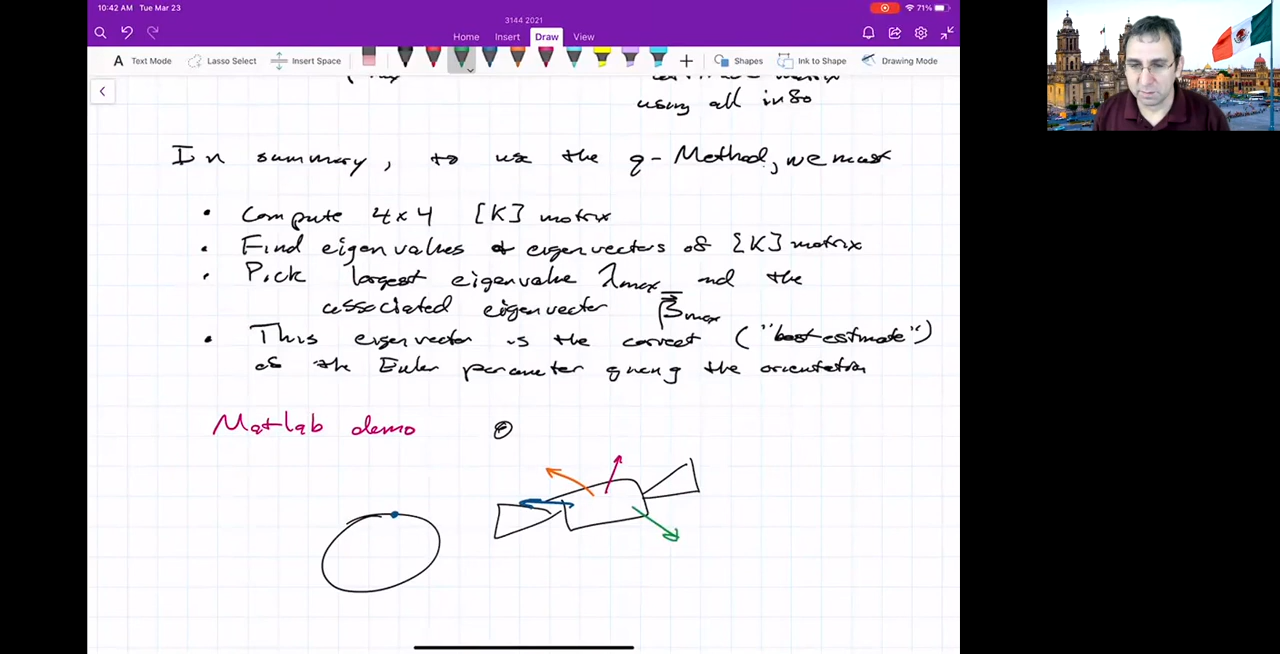 10:42 AM Tue Mar 23
71%
3144 2021
Home Insert Draw View
Text Mode Lasso Select Insert Space Shapes Ink to Shape Drawing Mode
matrix
using all info
In summary, to use the q-Method, we must
• Compute 4x4 [K] matrix
• Find eigenvalues & eigenvectors of [K] matrix
• Pick largest eigenvalue λmax and the
associated eigenvector β̄max
• This eigenvector is the correct ("best estmate")
of the Euler parameter the orientation
Matlab demo